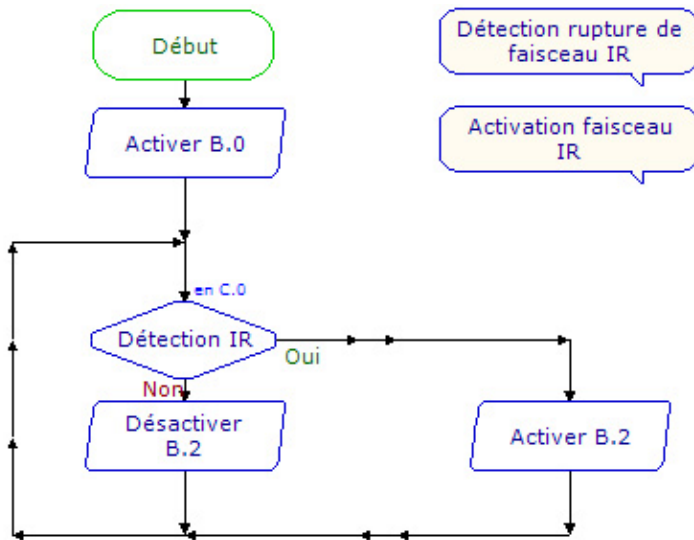 Début
Détection rupture de
faisceau IR
Activer B.0
Activation faisceau
IR
en C.0
Détection IR
Oui
Non
Désactiver
B.2
Activer B.2